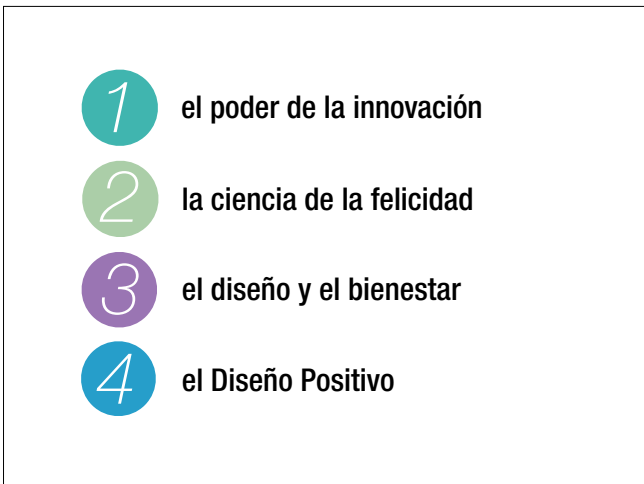 1 el poder de la innovación
2 la ciencia de la felicidad
3 el diseño y el bienestar
4 el Diseño Positivo